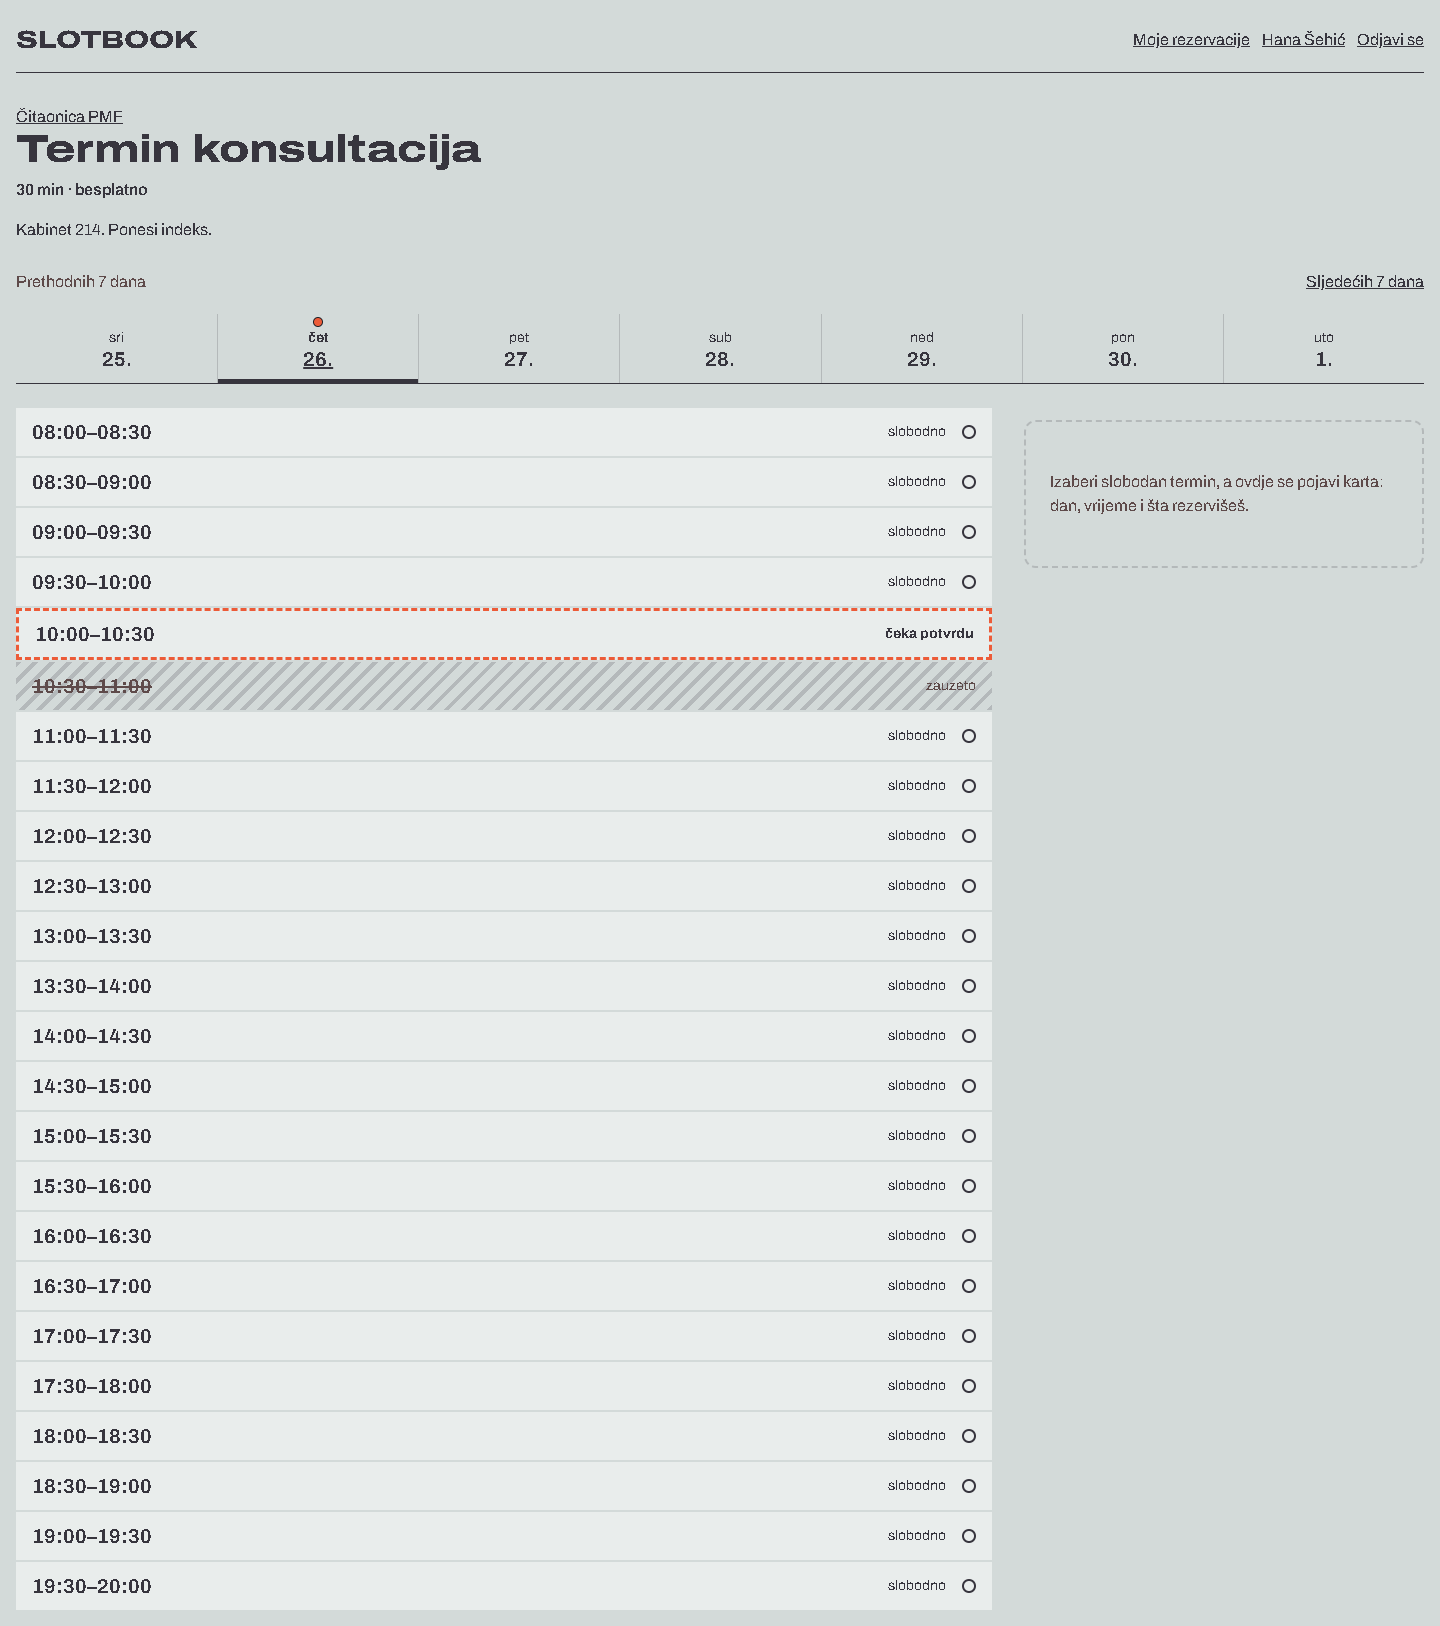 SLOTBOOK
Moje rezervacije Hana Šehić Odjavi se
Čitaonica PMF
Termin konsultacija
30 min · besplatno
Kabinet 214. Ponesi indeks.
Prethodnih 7 dana
Sljedećih 7 dana
sri
25.
čet
26.
pet
27.
sub
28.
ned
29.
pon
30.
uto
1.
08:00–08:30 slobodno
08:30–09:00 slobodno
09:00–09:30 slobodno
09:30–10:00 slobodno
10:00–10:30 čeka potvrdu
10:30–11:00 zauzeto
11:00–11:30 slobodno
11:30–12:00 slobodno
12:00–12:30 slobodno
12:30–13:00 slobodno
13:00–13:30 slobodno
13:30–14:00 slobodno
14:00–14:30 slobodno
14:30–15:00 slobodno
15:00–15:30 slobodno
15:30–16:00 slobodno
16:00–16:30 slobodno
16:30–17:00 slobodno
17:00–17:30 slobodno
17:30–18:00 slobodno
18:00–18:30 slobodno
18:30–19:00 slobodno
19:00–19:30 slobodno
19:30–20:00 slobodno
Izaberi slobodan termin, a ovdje se pojavi karta:
dan, vrijeme i šta rezervišeš.